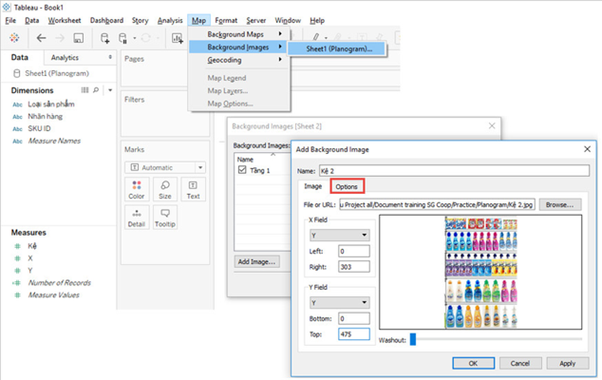 Tableau - Book1
File Data Worksheet Dashboard Story Analysis Map Format Server Window Help
Data Analytics
Sheet1 (Planogram)
Dimensions
Abc Loại sản phẩm
Abc Nhãn hàng
Abc SKU ID
Abc Measure Names
Measures
# Kệ
# X
# Y
# Number of Records
# Measure Values
Pages
Filters
Marks
Automatic
Color Size Text
Detail Tooltip
Background Maps
Background Images
Geocoding
Map Legend
Map Layers...
Map Options...
Sheet1 (Planogram)...
Background Images [Sheet 2]
Background Images:
Name
Tầng 1
Add Image...
Add Background Image
Name: Kệ 2
Image Options
File or URL: u Project all/Document training SG Coop/Practice/Planogram/Kệ 2.jpg Browse...
X Field
Y
Left: 0
Right: 303
Y Field
Y
Bottom: 0
Top: 475
Washout:
OK Cancel Apply